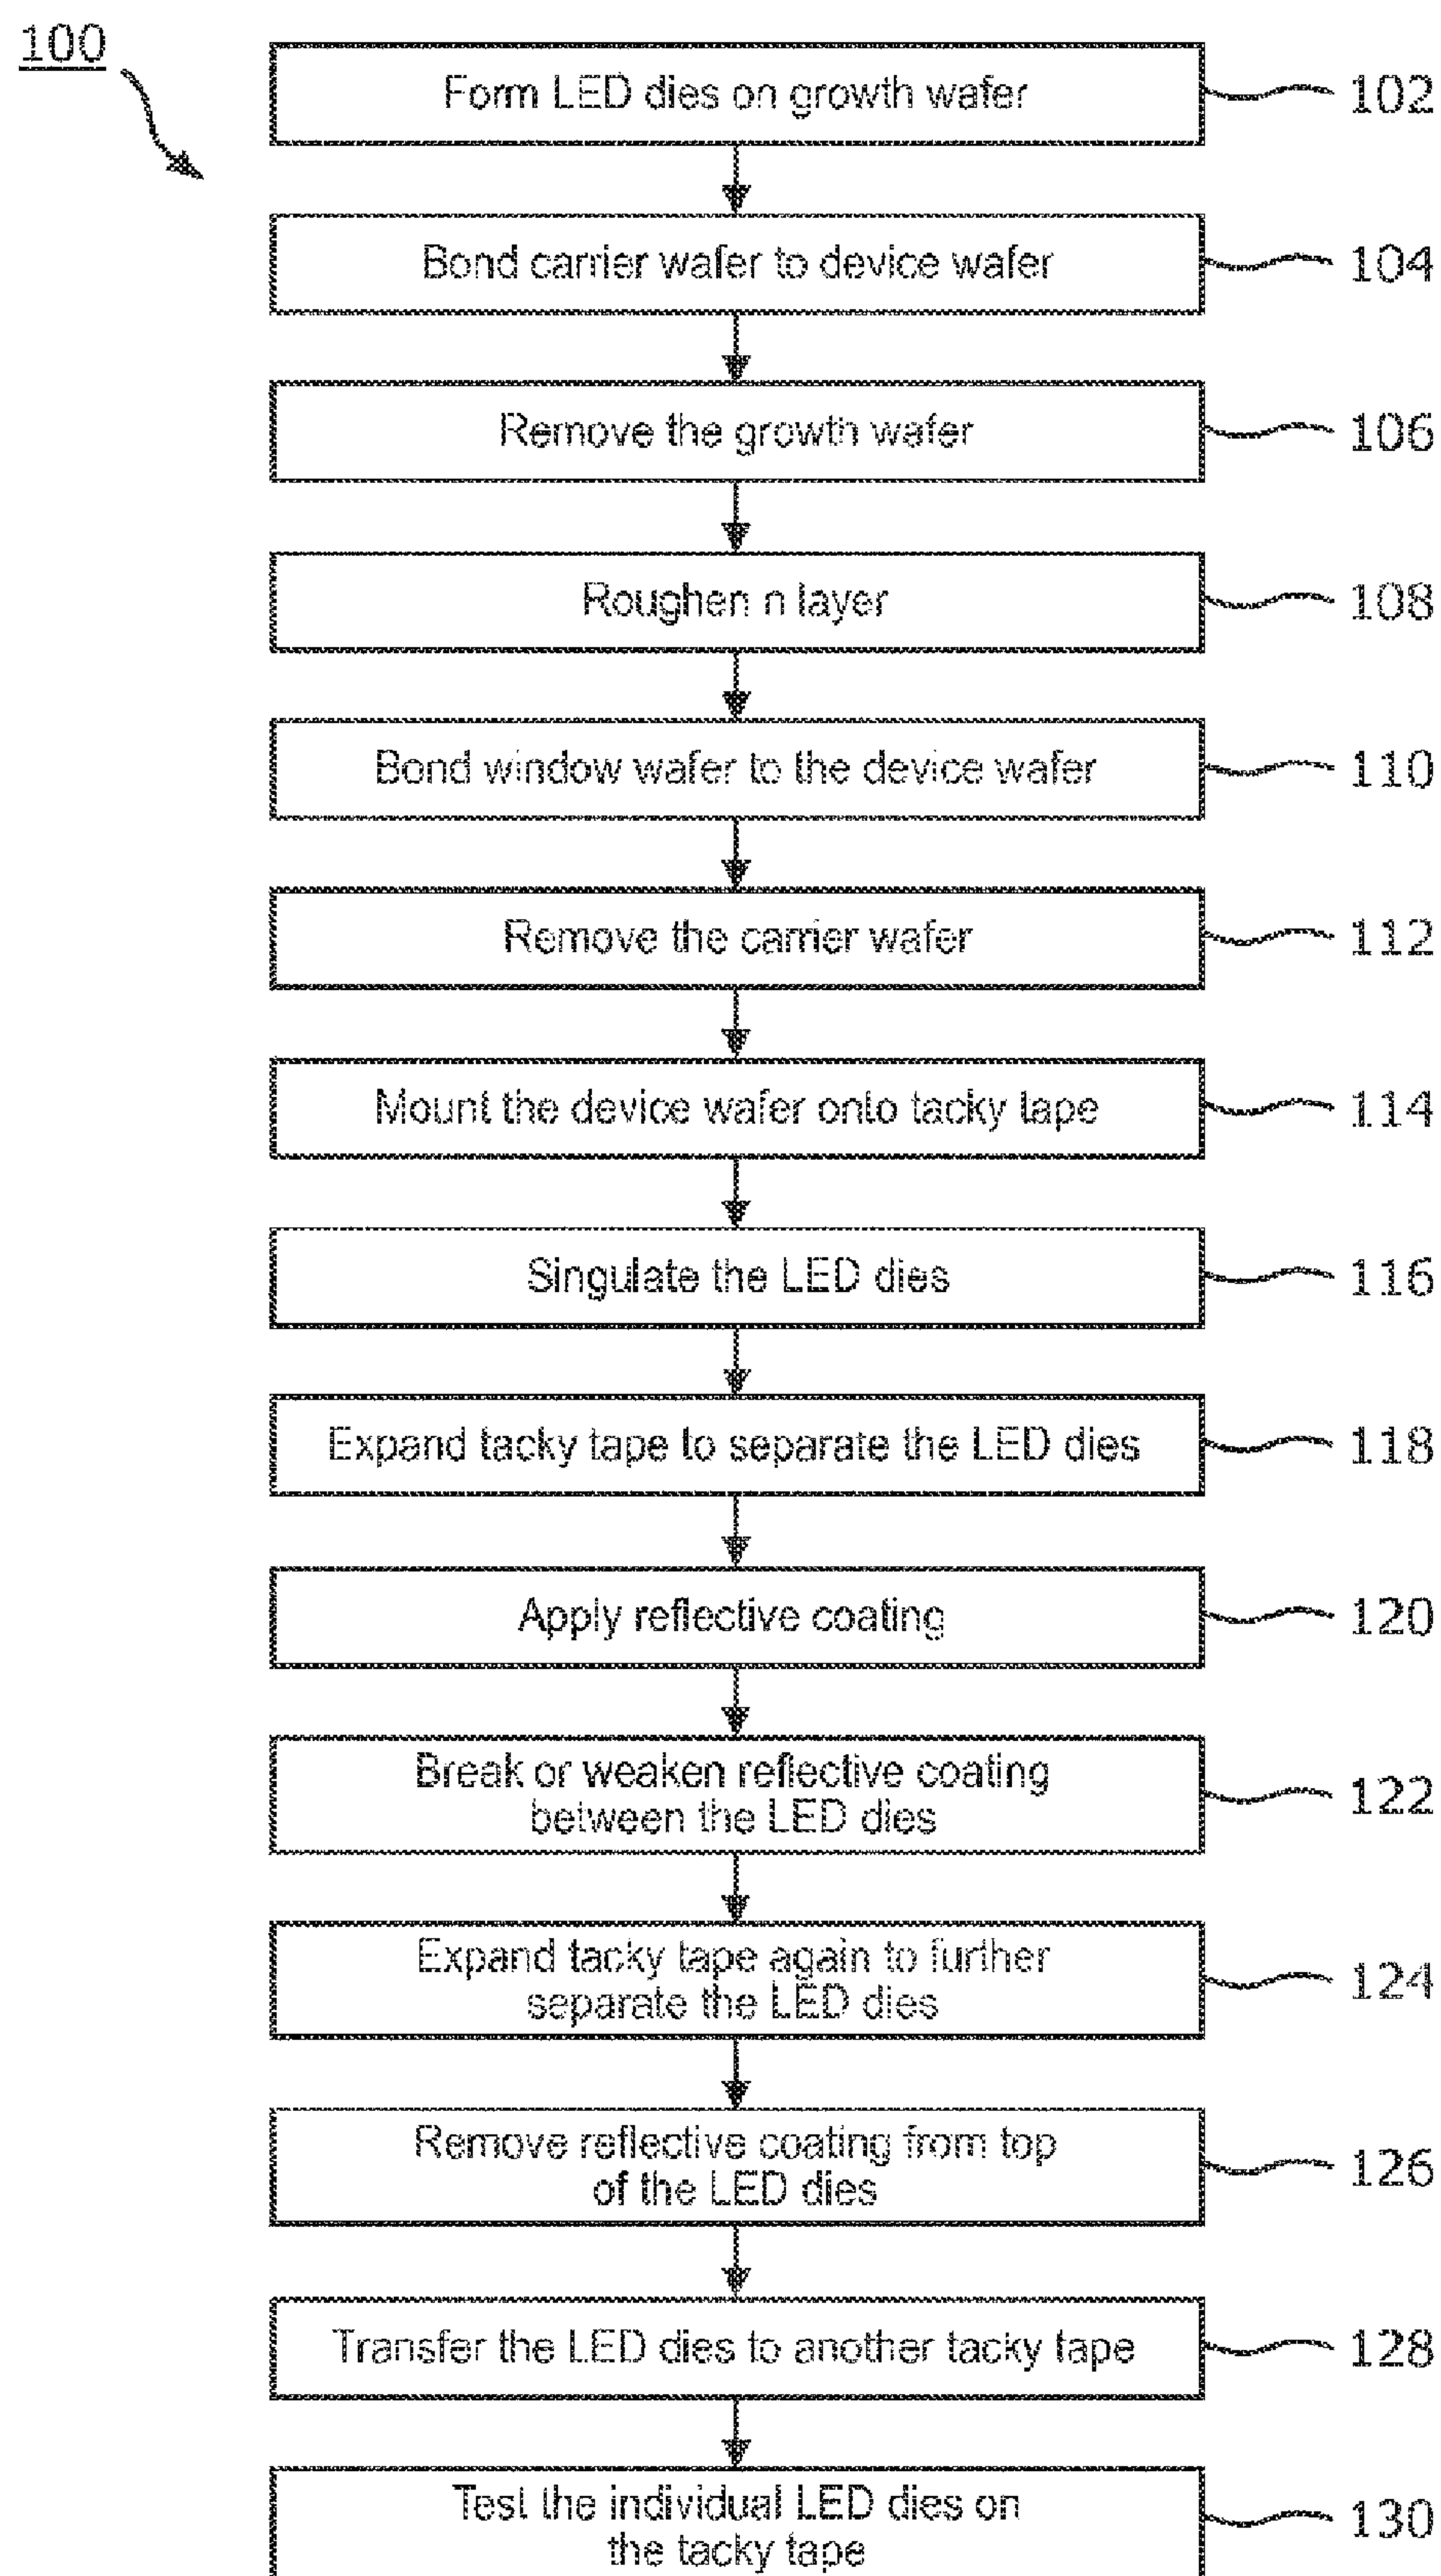 100
Form LED dies on growth wafer
102
Bond carrier wafer to device wafer
104
Remove the growth wafer
106
Roughen n layer
108
Bond window wafer to the device wafer
110
Remove the carrier wafer
112
Mount the device wafer onto tacky tape
114
Singulate the LED dies
116
Expand tacky tape to separate the LED dies
118
Apply reflective coating
120
Break or weaken reflective coating
between the LED dies
122
Expand tacky tape again to further
separate the LED dies
124
Remove reflective coating from top
of the LED dies
126
Transfer the LED dies to another tacky tape
128
Test the individual LED dies on
the tacky tape
130